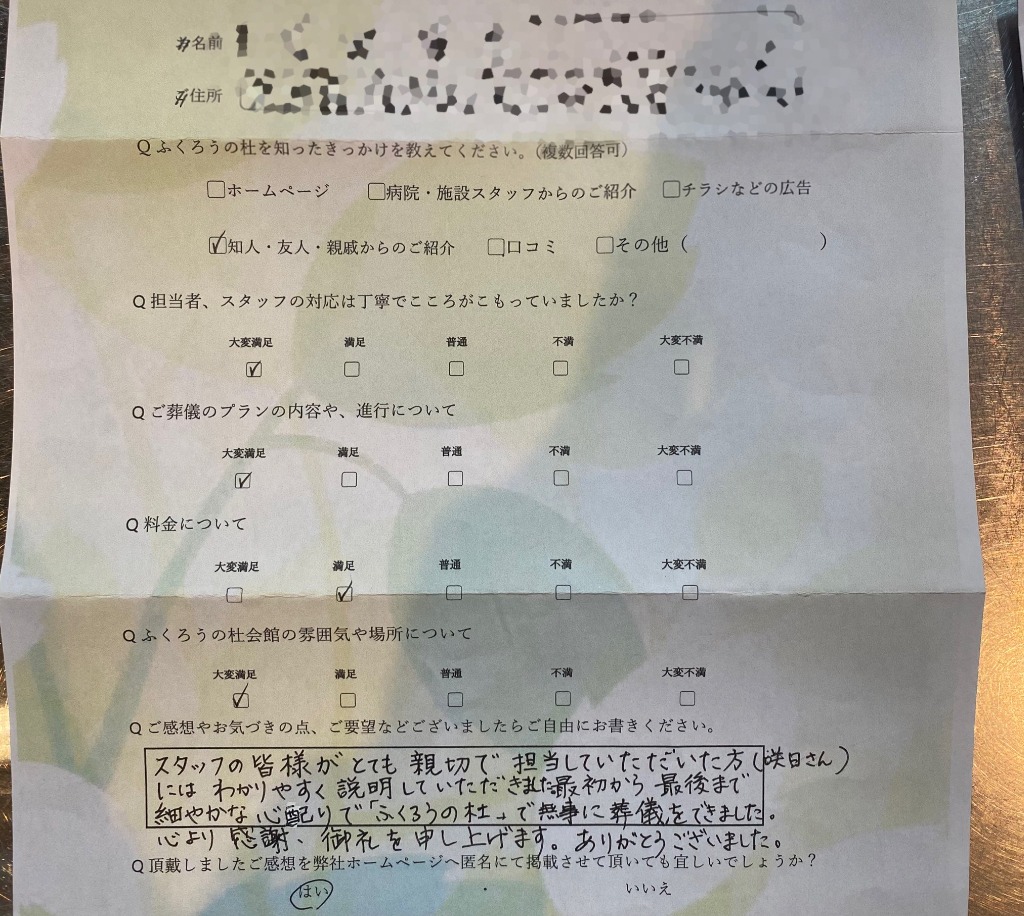 お名前
ご住所
Q ふくろうの杜を知ったきっかけを教えてください。（複数回答可）
□ホームページ □病院・施設スタッフからのご紹介 □チラシなどの広告
☑知人・友人・親戚からのご紹介 □口コミ □その他（ ）
Q 担当者、スタッフの対応は丁寧でこころがこもっていましたか？
大変満足 満足 普通 不満 大変不満
☑ □ □ □ □
Q ご葬儀のプランの内容や、進行について
大変満足 満足 普通 不満 大変不満
☑ □ □ □ □
Q 料金について
大変満足 満足 普通 不満 大変不満
□ ☑ □ □ □
Q ふくろうの杜会館の雰囲気や場所について
大変満足 満足 普通 不満 大変不満
☑ □ □ □ □
Q ご感想やお気づきの点、ご要望などございましたらご自由にお書きください。
スタッフの皆様がとても親切で担当していたただいた方(咲日さん)
にはわかりやすく説明していただきました最初から最後まで
細やかな心配りで「ふくろうの杜」で無事に葬儀をできました。
心より感謝、御礼を申し上げます。ありがとうございました。
Q 頂戴しましたご感想を弊社ホームページへ匿名にて掲載させて頂いても宜しいでしょうか？
はい ・ いいえ